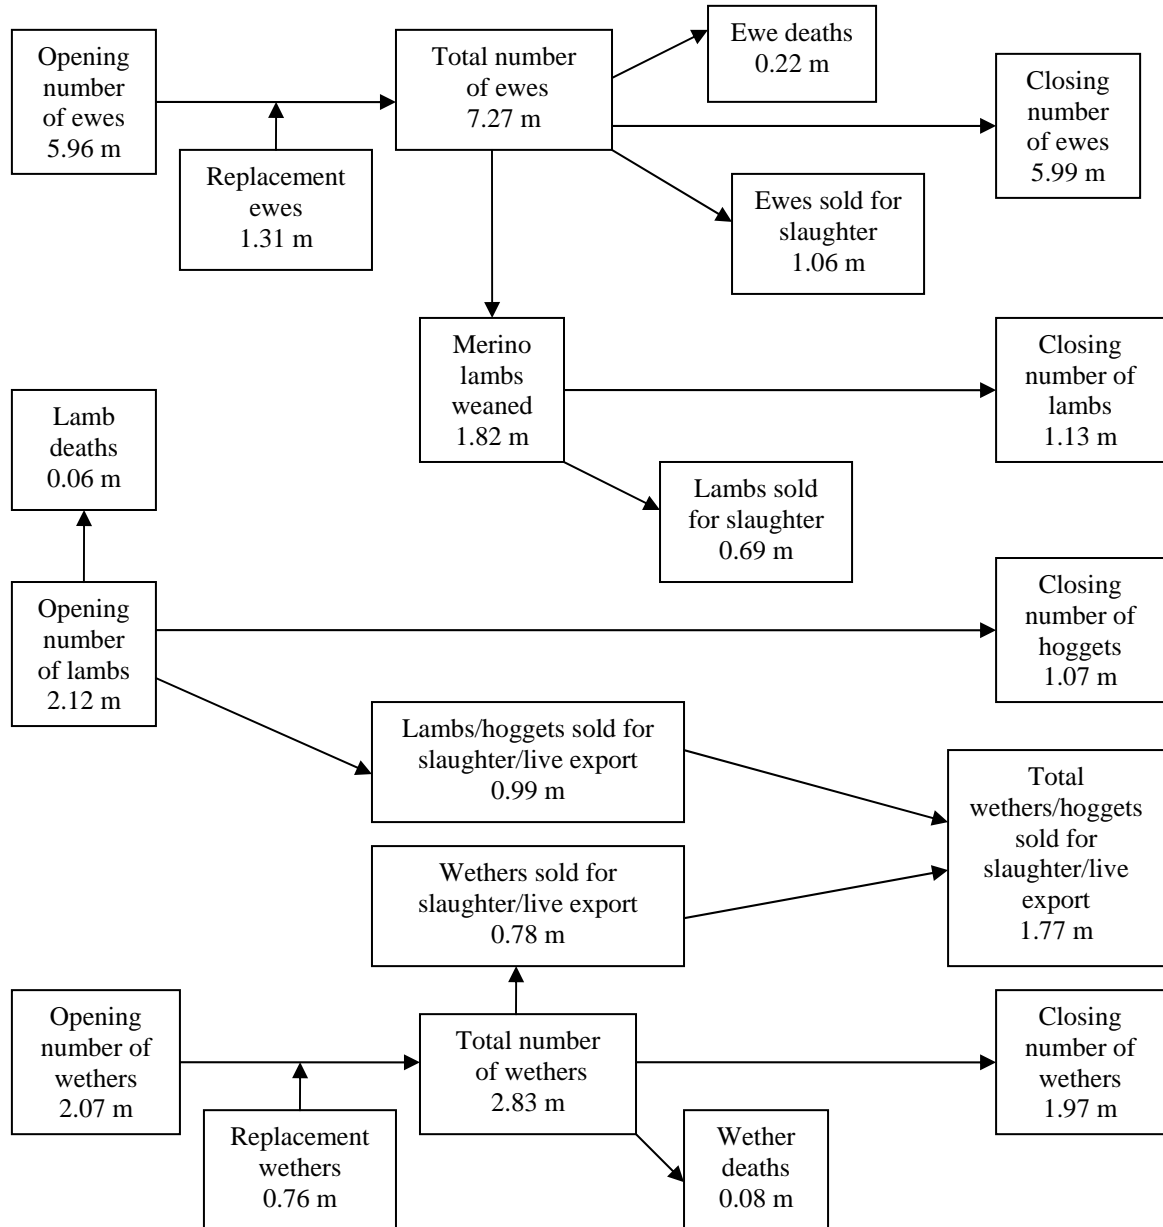 Opening
number
of ewes
5.96 m
Total number
of ewes
7.27 m
Ewe deaths
0.22 m
Closing
number
of ewes
5.99 m
Replacement
ewes
1.31 m
Ewes sold for
slaughter
1.06 m
Merino
lambs
weaned
1.82 m
Closing
number of
lambs
1.13 m
Lamb
deaths
0.06 m
Lambs sold
for slaughter
0.69 m
Opening
number
of lambs
2.12 m
Closing
number of
hoggets
1.07 m
Lambs/hoggets sold for
slaughter/live export
0.99 m
Total
wethers/hoggets
sold for
slaughter/live
export
1.77 m
Wethers sold for
slaughter/live export
0.78 m
Opening
number of
wethers
2.07 m
Total number
of wethers
2.83 m
Closing
number of
wethers
1.97 m
Replacement
wethers
0.76 m
Wether
deaths
0.08 m